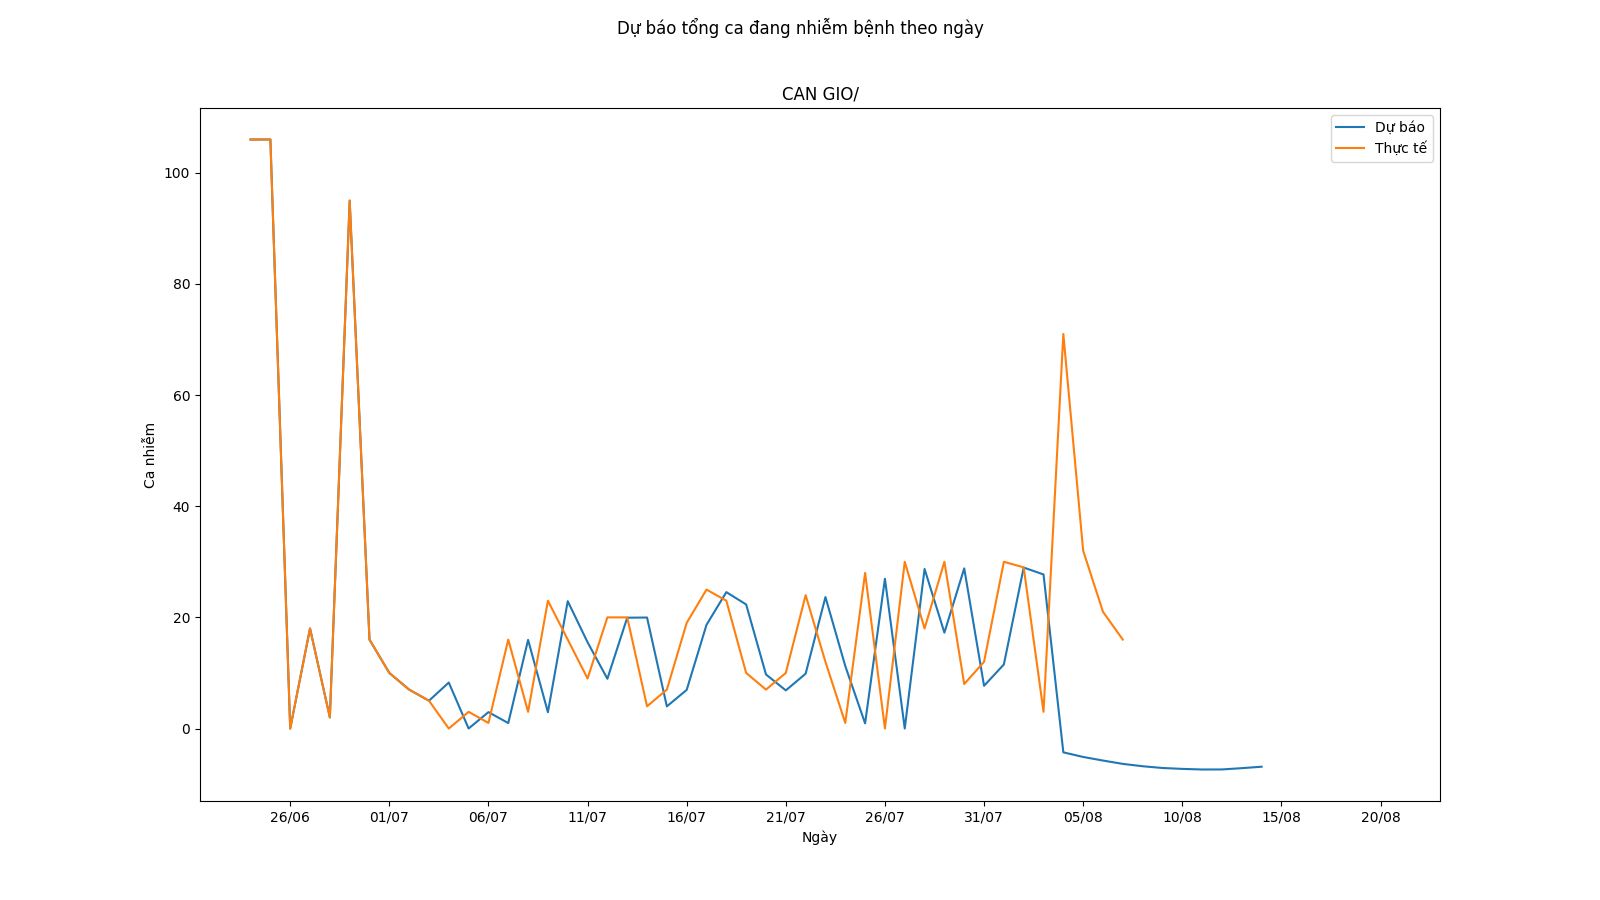 Dự báo tổng ca đang nhiễm bệnh theo ngày
CAN GIO/
Dự báo
Thực tế
100
80
60
40
20
0
Ca nhiễm
26/06 01/07 06/07 11/07 16/07 21/07 26/07 31/07 05/08 10/08 15/08 20/08
Ngày